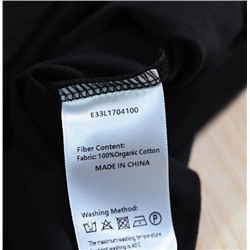 E33L1704100
Fiber Content:
Fabric: 100%Organic Cotton
MADE IN CHINA
Washing Method:
The maximum washing temperature